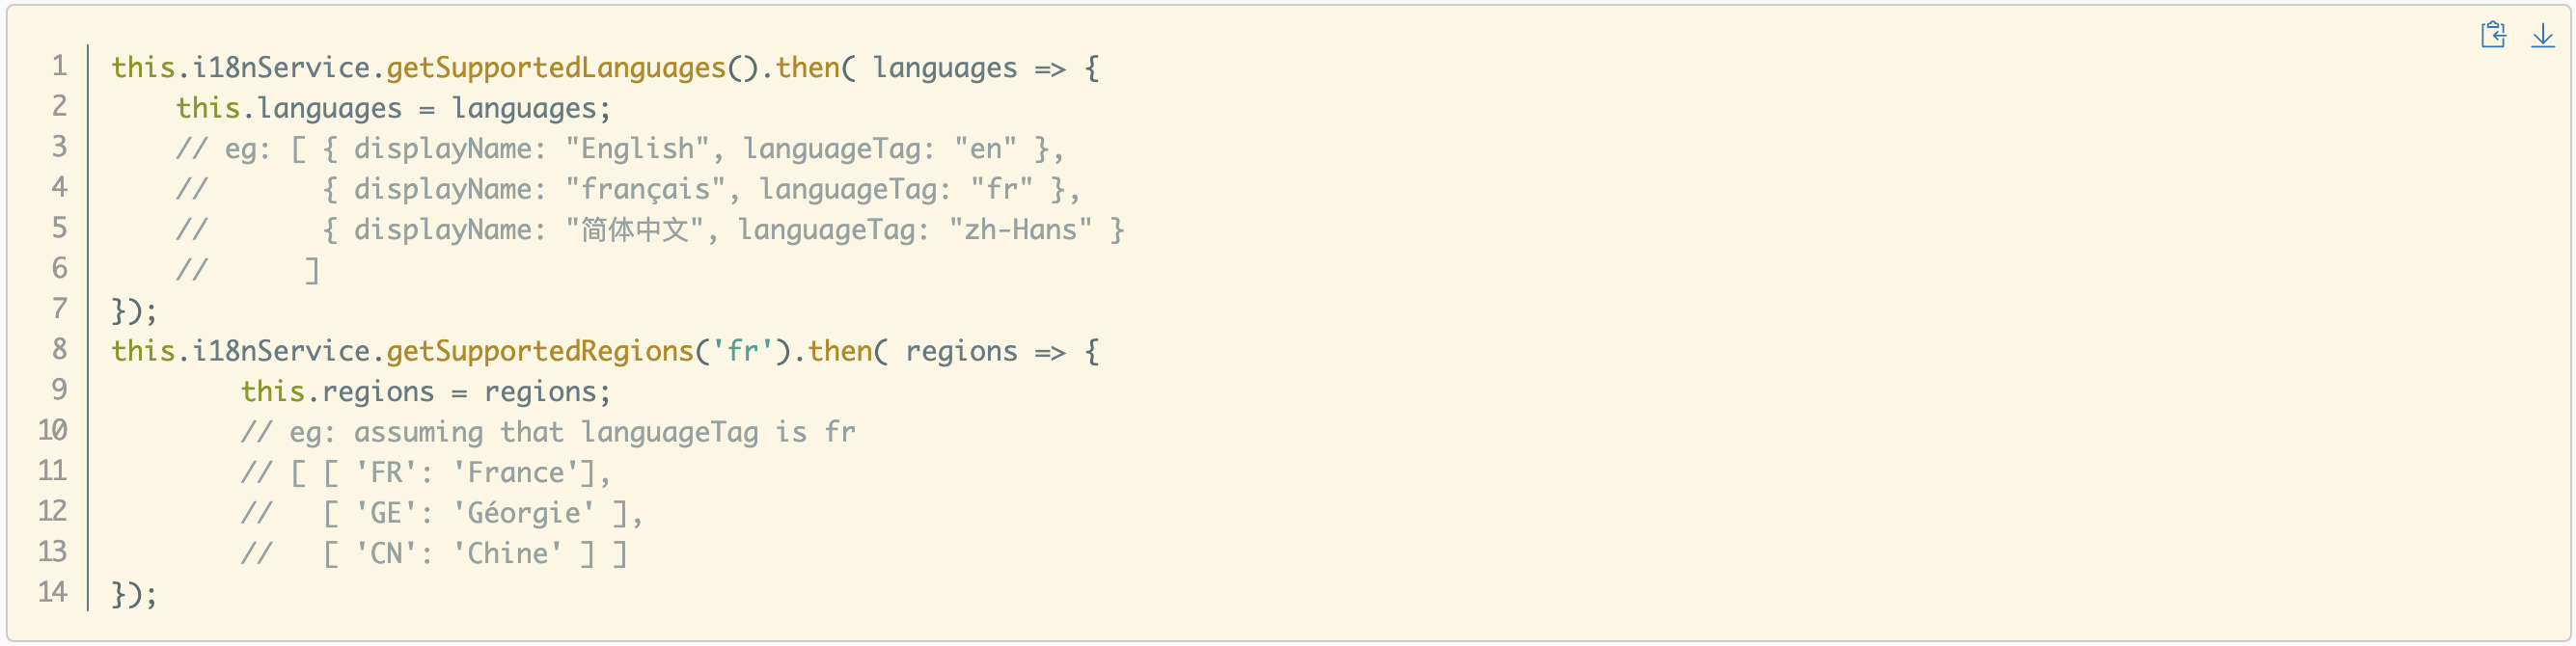 1 this.i18nService.getSupportedLanguages().then( languages => {
2     this.languages = languages;
3     // eg: [ { displayName: "English", languageTag: "en" },
4     //       { displayName: "français", languageTag: "fr" },
5     //       { displayName: "简体中文", languageTag: "zh-Hans" }
6     //      ]
7 });
8 this.i18nService.getSupportedRegions('fr').then( regions => {
9         this.regions = regions;
10         // eg: assuming that languageTag is fr
11         // [ [ 'FR': 'France'],
12         //   [ 'GE': 'Géorgie' ],
13         //   [ 'CN': 'Chine' ] ]
14 });